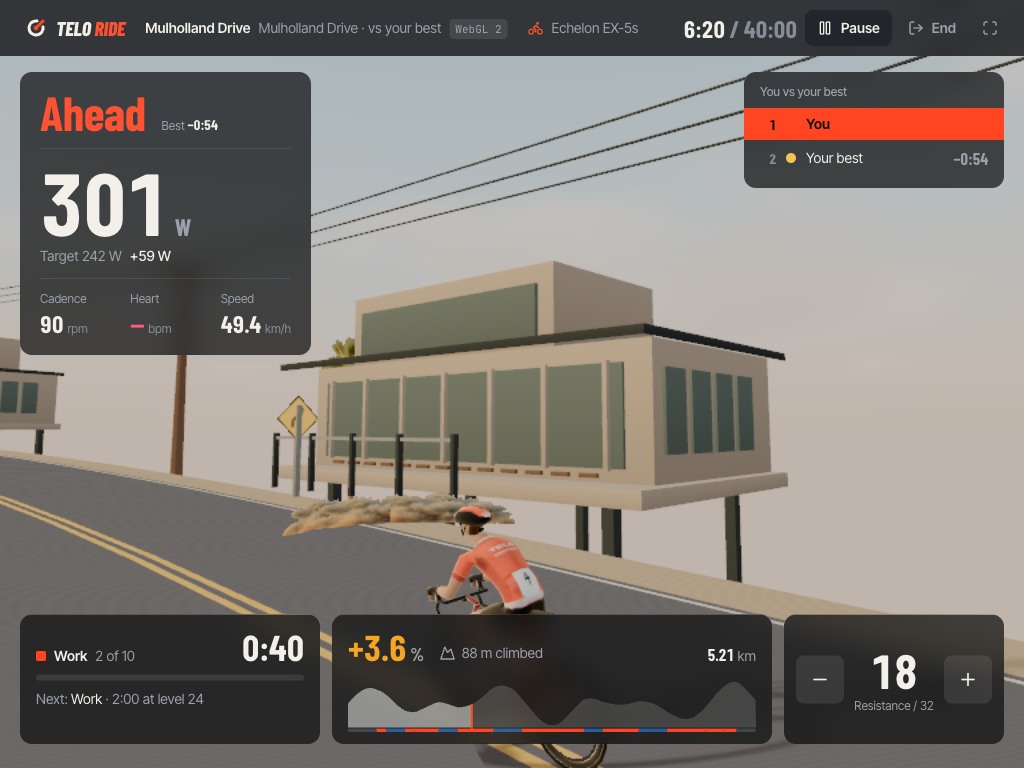 TELO RIDE Mulholland Drive Mulholland Drive · vs your best WebGL 2 Echelon EX-5s 6:20 / 40:00 Pause End
Ahead Best −0:54
301 W
Target 242 W +59 W
Cadence Heart Speed
90 rpm — bpm 49.4 km/h
You vs your best
1 You
2 Your best −0:54
Work 2 of 10 0:40
Next: Work · 2:00 at level 24
+3.6 % 88 m climbed 5.21 km
− 18 +
Resistance / 32